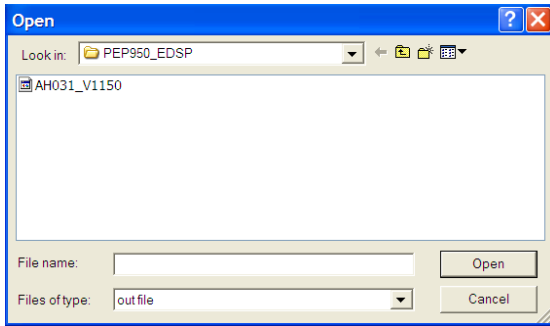 Open
Look in: PEP950_EDSP
AH031_V1150
File name: Open
Files of type: out file Cancel